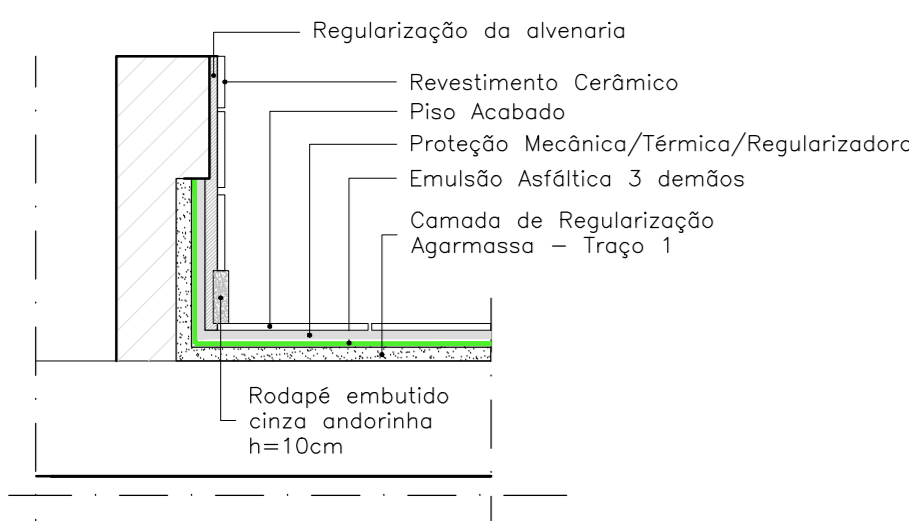 Regularização da alvenaria
Revestimento Cerâmico
Piso Acabado
Proteção Mecânica/Térmica/Regularizadora
Emulsão Asfáltica 3 demãos
Camada de Regularização
Agarmassa – Traço 1
Rodapé embutido
cinza andorinha
h=10cm